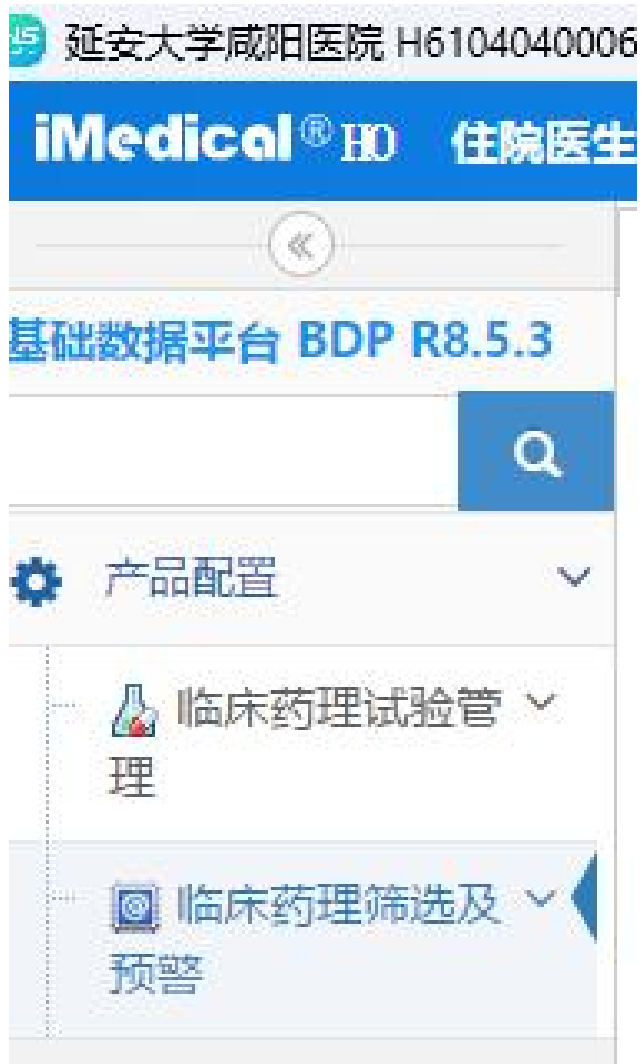 延安大学咸阳医院 H6104040006
iMedical® HO 住院医生
基础数据平台 BDP R8.5.3
产品配置
临床药理试验管
理
临床药理筛选及
预警